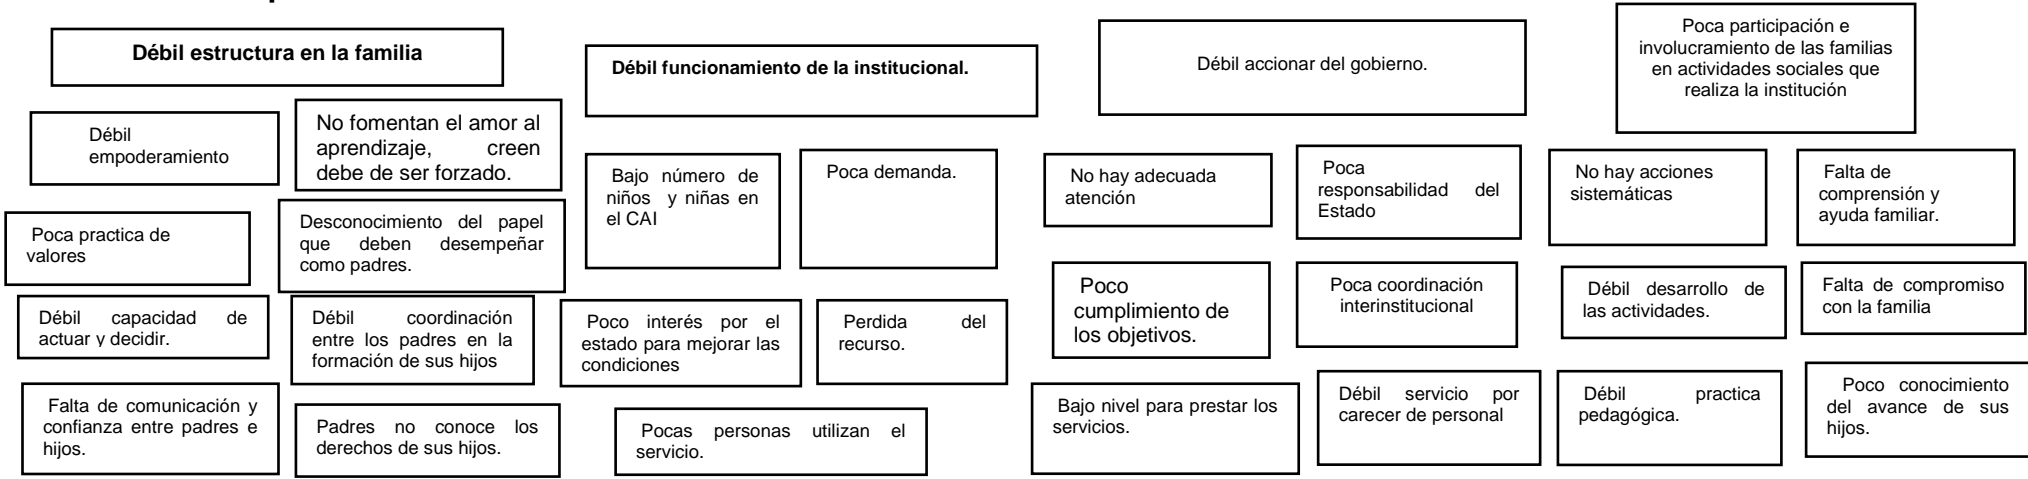 Débil estructura en la familia
Débil funcionamiento de la institucional.
Débil accionar del gobierno.
Poca participación e
involucramiento de las familias
en actividades sociales que
realiza la institución
Débil
empoderamiento
No fomentan el amor al
aprendizaje, creen
debe de ser forzado.
Bajo número de
niños y niñas en
el CAI
Poca demanda.
No hay adecuada
atención
Poca
responsabilidad del
Estado
No hay acciones
sistemáticas
Falta de
comprensión y
ayuda familiar.
Poca practica de
valores
Desconocimiento del papel
que deben desempeñar
como padres.
Poco
cumplimiento de
los objetivos.
Poca coordinación
interinstitucional
Débil desarrollo de
las actividades.
Falta de compromiso
con la familia
Débil capacidad de
actuar y decidir.
Débil coordinación
entre los padres en la
formación de sus hijos
Poco interés por el
estado para mejorar las
condiciones
Perdida del
recurso.
Falta de comunicación y
confianza entre padres e
hijos.
Padres no conoce los
derechos de sus hijos.
Pocas personas utilizan el
servicio.
Bajo nivel para prestar los
servicios.
Débil servicio por
carecer de personal
Débil practica
pedagógica.
Poco conocimiento
del avance de sus
hijos.